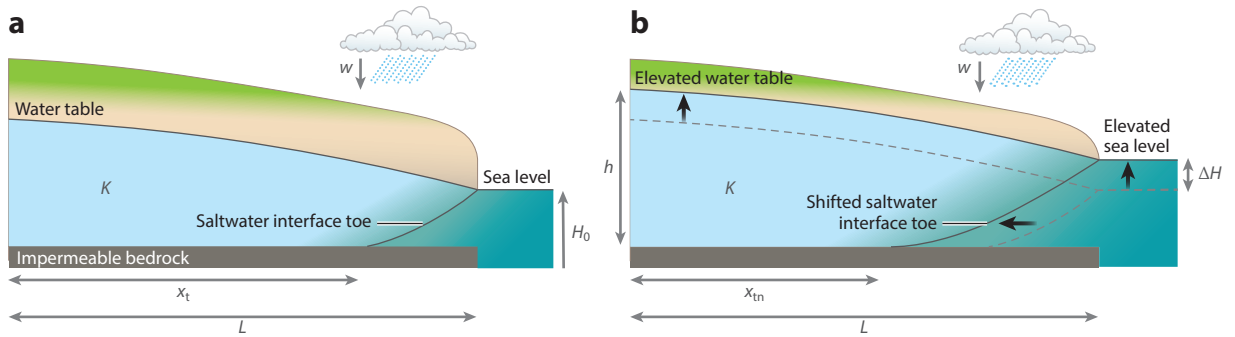 a
w
Water table
K
Sea level
Saltwater interface toe
H0
Impermeable bedrock
xt
L
b
w
Elevated water table
Elevated
sea level
h
ΔH
K
Shifted saltwater
interface toe
xtn
L